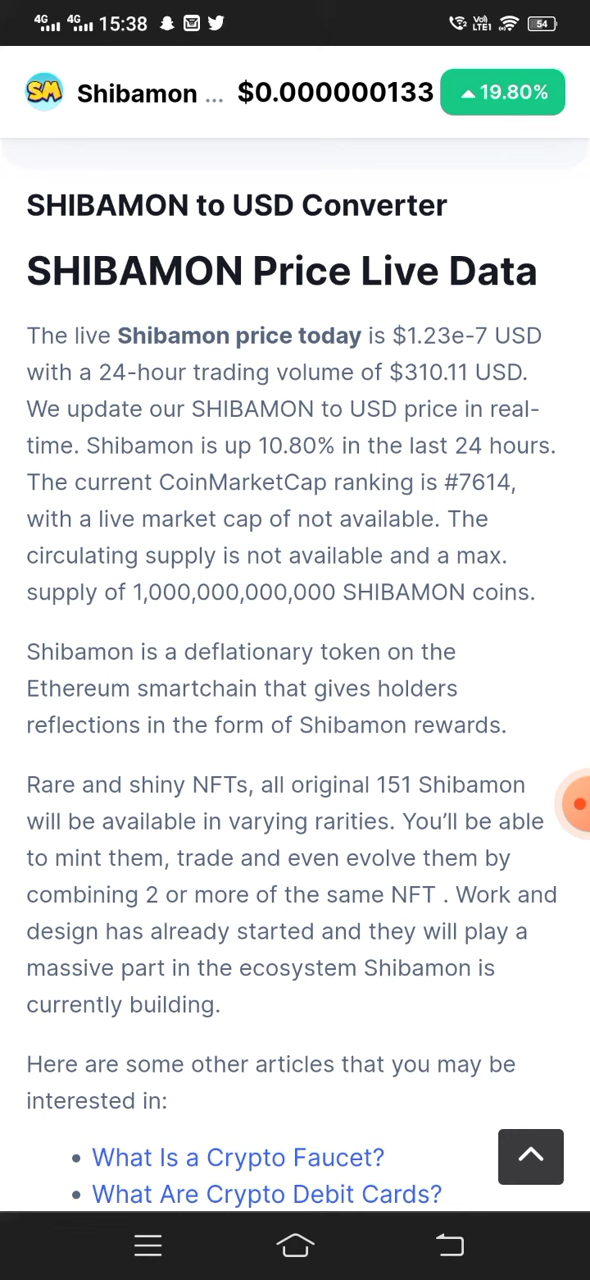 4G 4G 15:38 Vo) LTE1 54
SM Shibamon ... $0.000000133 19.80%
SHIBAMON to USD Converter
SHIBAMON Price Live Data
The live Shibamon price today is $1.23e-7 USD
with a 24-hour trading volume of $310.11 USD.
We update our SHIBAMON to USD price in real-
time. Shibamon is up 10.80% in the last 24 hours.
The current CoinMarketCap ranking is #7614,
with a live market cap of not available. The
circulating supply is not available and a max.
supply of 1,000,000,000,000 SHIBAMON coins.
Shibamon is a deflationary token on the
Ethereum smartchain that gives holders
reflections in the form of Shibamon rewards.
Rare and shiny NFTs, all original 151 Shibamon
will be available in varying rarities. You’ll be able
to mint them, trade and even evolve them by
combining 2 or more of the same NFT . Work and
design has already started and they will play a
massive part in the ecosystem Shibamon is
currently building.
Here are some other articles that you may be
interested in:
• What Is a Crypto Faucet?
• What Are Crypto Debit Cards?